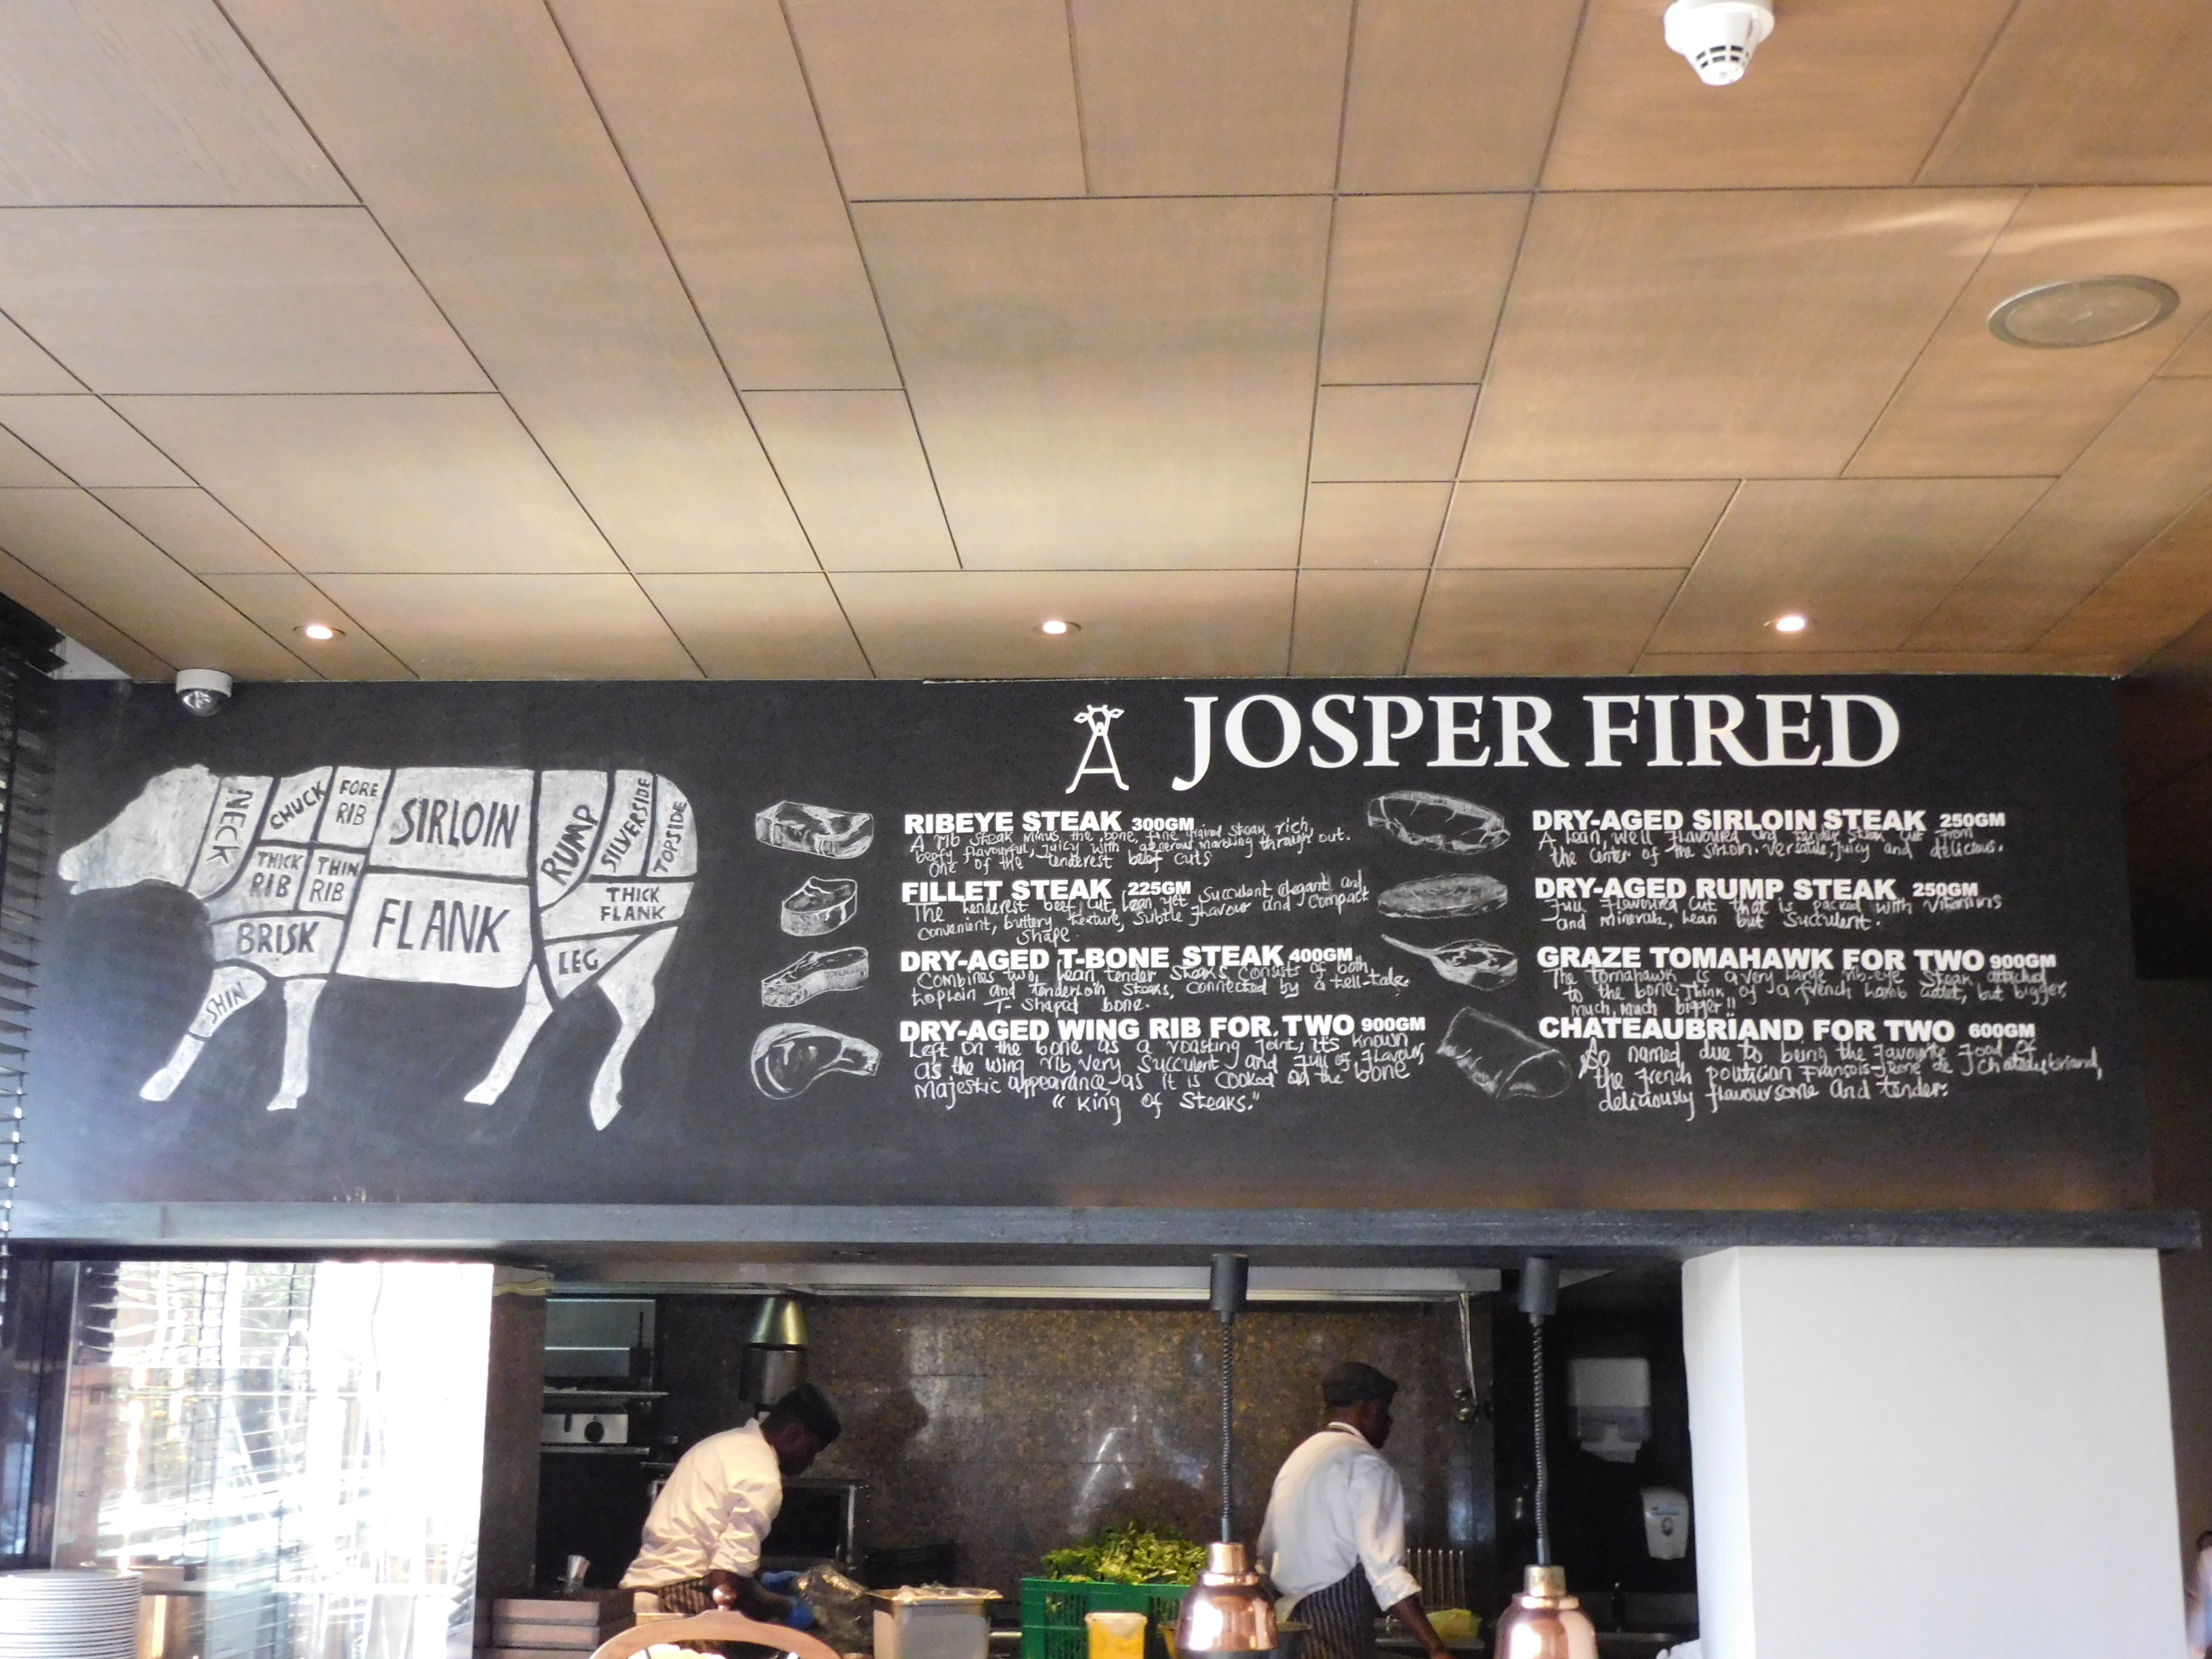 JOSPER FIRED
NECK
CHUCK
FORE
RIB
SIRLOIN
RUMP
SILVERSIDE
TOPSIDE
THICK
RIB
THIN
RIB
FLANK
THICK
FLANK
BRISK
LEG
SHIN
RIBEYE STEAK 300GM
A rib steak minus the bone, fine grained steak, rich,
beefy flavourful, juicy with generous marbling through out.
One of the tenderest beef cuts
FILLET STEAK 225GM Succulent, elegant and
The tenderest beef cut, lean yet
convenient, buttery texture, subtle flavour and compact
shape.
DRY-AGED T-BONE STEAK 400GM
Combines two lean tender steaks. Consists of both
toploin and tenderloin steaks, connected by a tell-tale
T-shaped bone.
DRY-AGED WING RIB FOR TWO 900GM
Left on the bone as a roasting joint, its known
as the wing rib, very succulent and full of flavour,
Majestic appearance, as it is cooked on the bone
"King of Steaks."
DRY-AGED SIRLOIN STEAK 250GM
A lean, well flavoured and tender steak cut from
the center of the sirloin. versatile, juicy and delicious.
DRY-AGED RUMP STEAK 250GM
Full flavoured cut that is packed with vitamins
and minerals, lean but succulent.
GRAZE TOMAHAWK FOR TWO 900GM
The tomahawk is a very large rib-eye steak attached
to the bone. Think of a french lamb cutlet, but bigger,
much, much bigger!!
CHATEAUBRIAND FOR TWO 600GM
So named due to being the favourite food of
the french politician François-Rene de Chateaubriand,
deliciously flavoursome and tender.